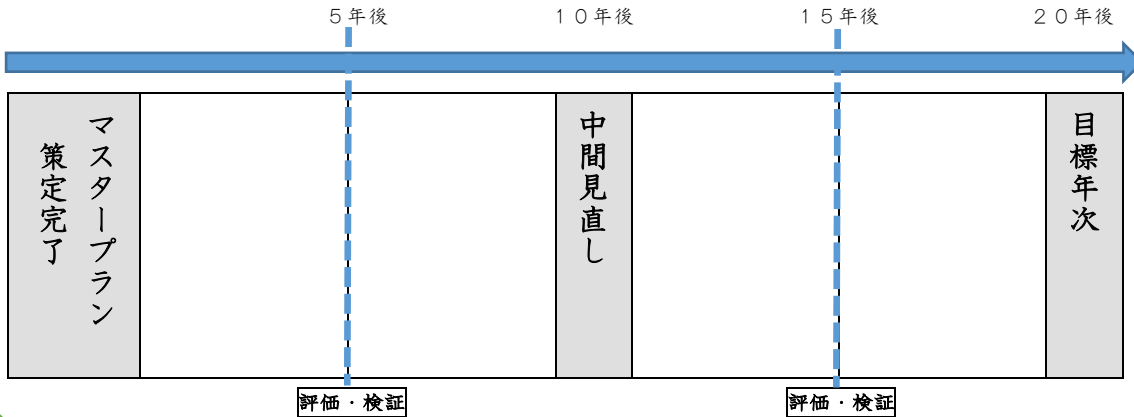 ５年後
１０年後
１５年後
２０年後
マスタープラン
策定完了
中間見直し
目標年次
評価・検証
評価・検証